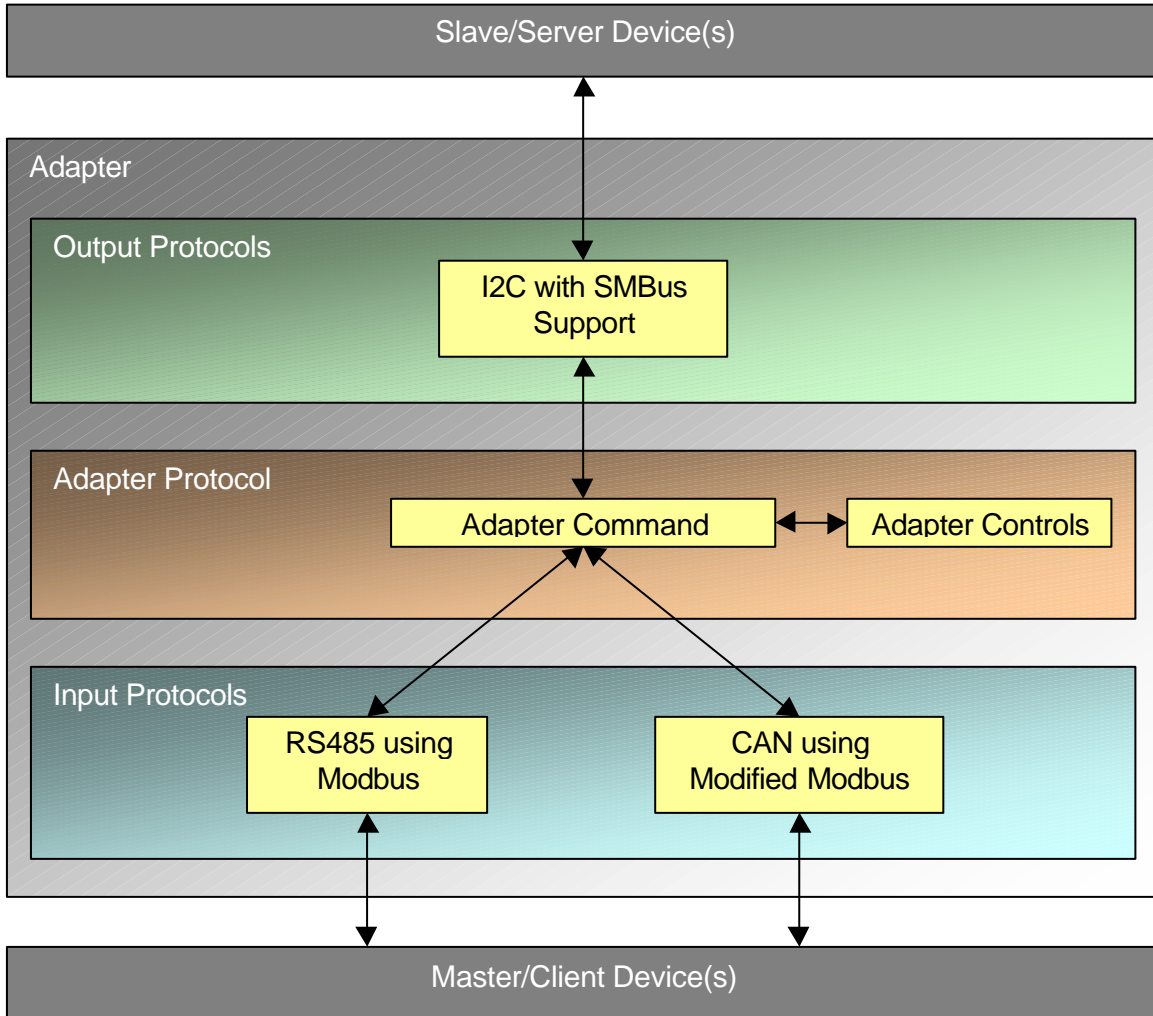 Slave/Server Device(s)
Adapter
Output Protocols
I2C with SMBus
Support
Adapter Protocol
Adapter Command
Adapter Controls
Input Protocols
RS485 using
Modbus
CAN using
Modified Modbus
Master/Client Device(s)